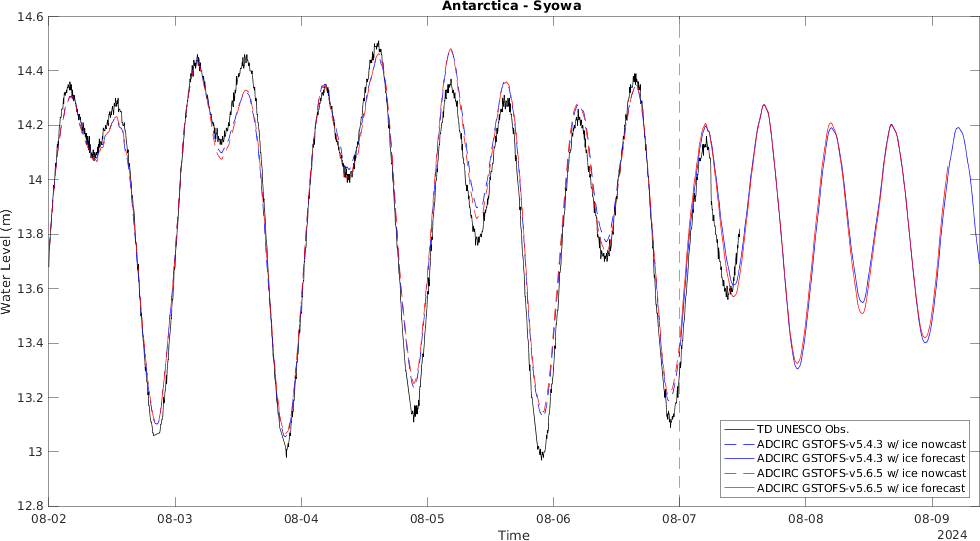 Antarctica - Syowa
14.6
14.4
14.2
14
13.8
13.6
13.4
13.2
13
12.8
Water Level (m)
08-02 08-03 08-04 08-05 08-06 08-07 08-08 08-09
Time
2024
TD UNESCO Obs.
ADCIRC GSTOFS-v5.4.3 w/ ice nowcast
ADCIRC GSTOFS-v5.4.3 w/ ice forecast
ADCIRC GSTOFS-v5.6.5 w/ ice nowcast
ADCIRC GSTOFS-v5.6.5 w/ ice forecast